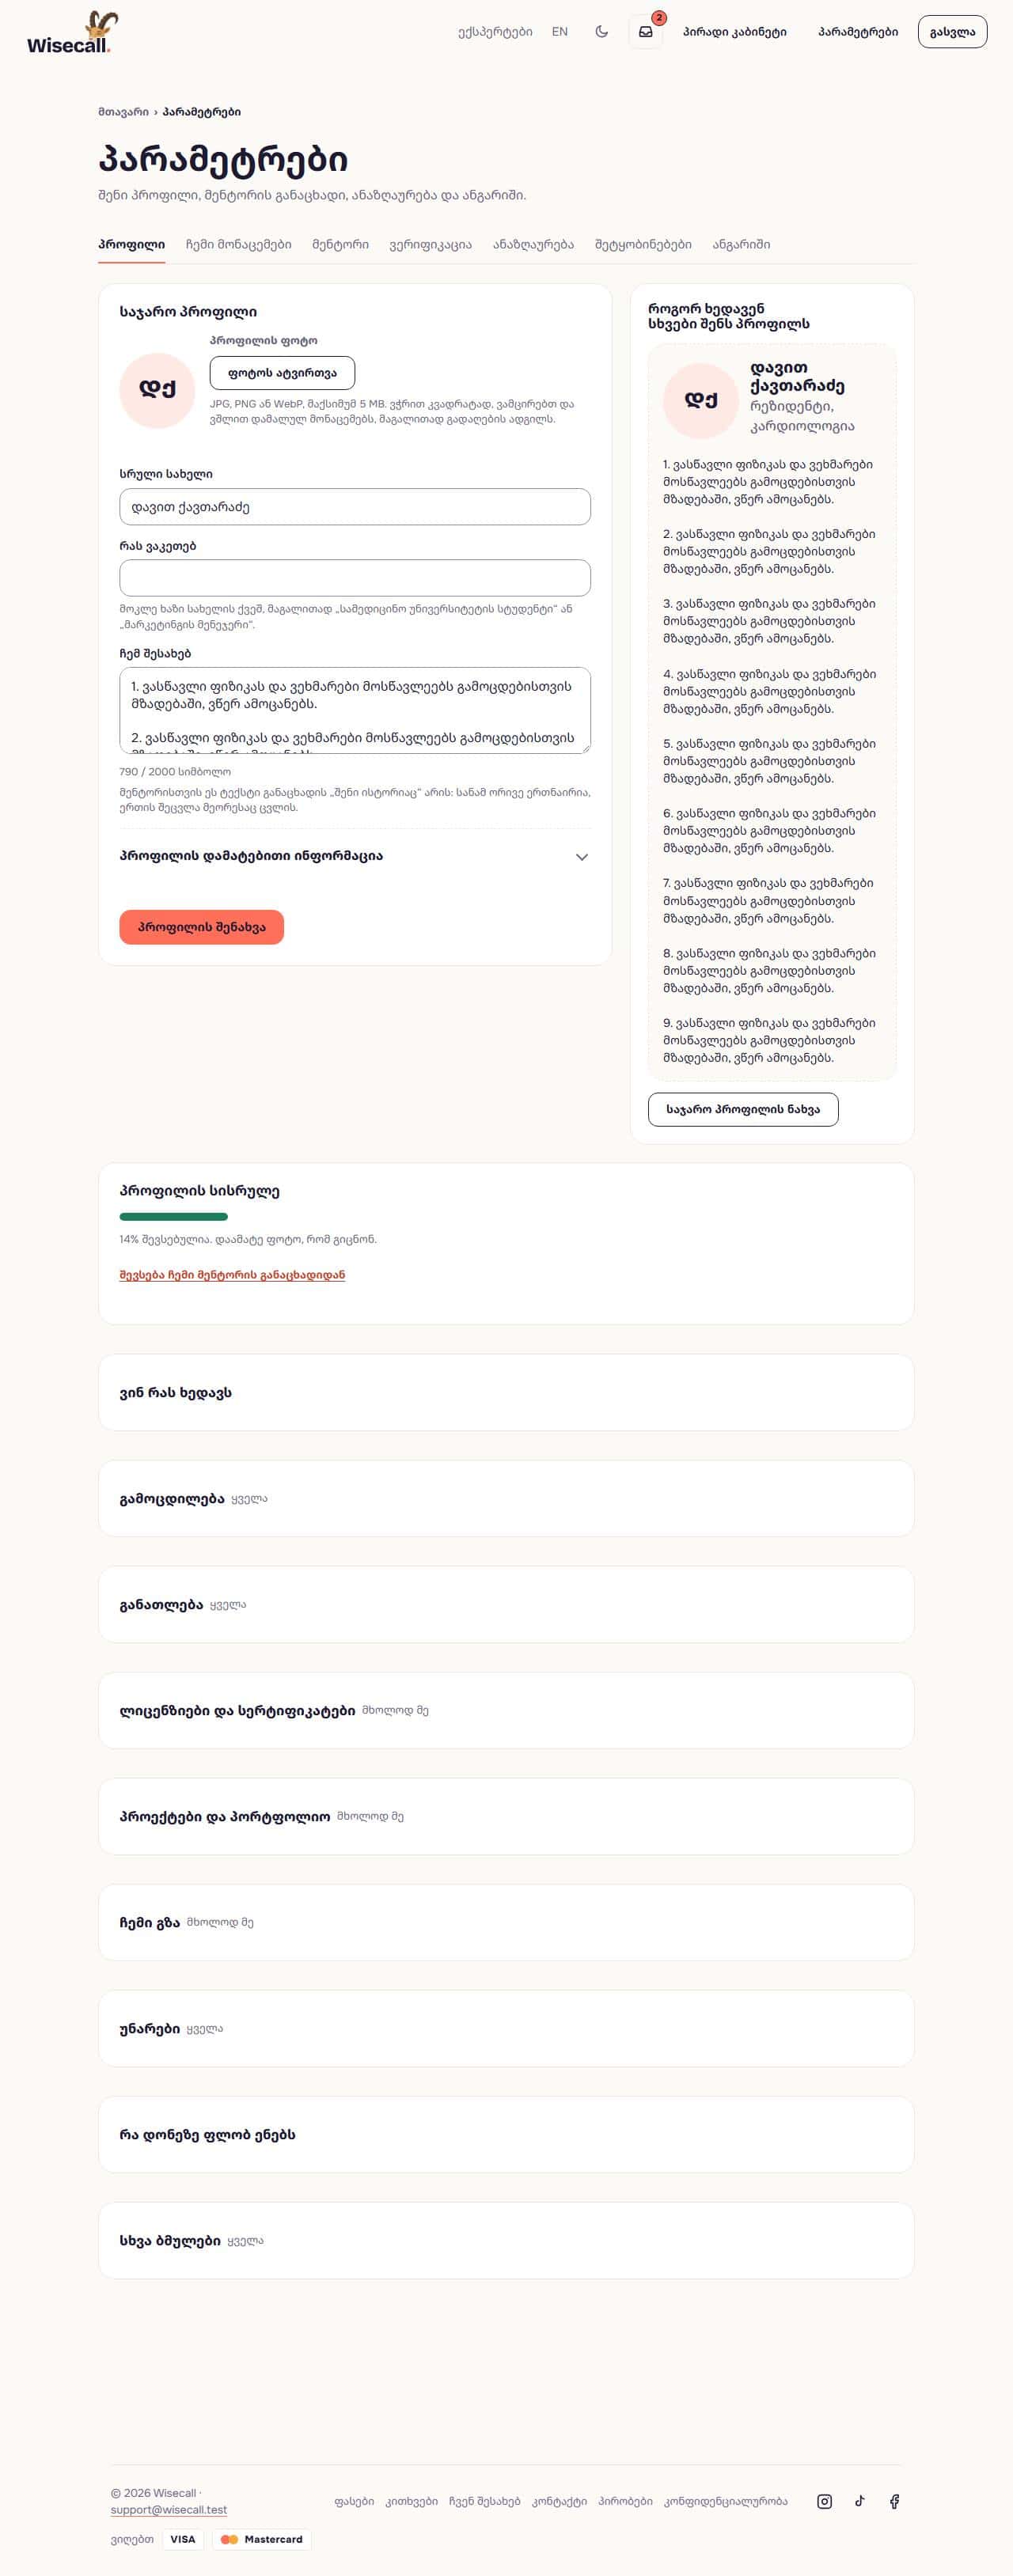 Wisecall.
ექსპერტები
EN
2
პირადი კაბინეტი
პარამეტრები
გასვლა
მთავარი › პარამეტრები
პარამეტრები
შენი პროფილი, მენტორის განაცხადი, ანაზღაურება და ანგარიში.
პროფილი
ჩემი მონაცემები
მენტორი
ვერიფიკაცია
ანაზღაურება
შეტყობინებები
ანგარიში
საჯარო პროფილი
დქ
პროფილის ფოტო
ფოტოს ატვირთვა
JPG, PNG ან WebP, მაქსიმუმ 5 MB. ვჭრით კვადრატად, ვამცირებთ და
ვშლით დამალულ მონაცემებს, მაგალითად გადაღების ადგილს.
სრული სახელი
დავით ქავთარაძე
რას ვაკეთებ
მოკლე ხაზი სახელის ქვეშ, მაგალითად „სამედიცინო უნივერსიტეტის სტუდენტი“ ან
„მარკეტინგის მენეჯერი“.
ჩემ შესახებ
1. ვასწავლი ფიზიკას და ვეხმარები მოსწავლეებს გამოცდებისთვის
მზადებაში, ვწერ ამოცანებს.
2. ვასწავლი ფიზიკას და ვეხმარები მოსწავლეებს გამოცდებისთვის
მზადებაში, ვწერ ამოცანებს.
790 / 2000 სიმბოლო
მენტორისთვის ეს ტექსტი განაცხადის „შენი ისტორიაც“ არის: სანამ ორივე ერთნაირია,
ერთის შეცვლა მეორესაც ცვლის.
პროფილის დამატებითი ინფორმაცია
პროფილის შენახვა
როგორ ხედავენ
სხვები შენს პროფილს
დქ
დავით
ქავთარაძე
რეზიდენტი,
კარდიოლოგია
1. ვასწავლი ფიზიკას და ვეხმარები
მოსწავლეებს გამოცდებისთვის
მზადებაში, ვწერ ამოცანებს.
2. ვასწავლი ფიზიკას და ვეხმარები
მოსწავლეებს გამოცდებისთვის
მზადებაში, ვწერ ამოცანებს.
3. ვასწავლი ფიზიკას და ვეხმარები
მოსწავლეებს გამოცდებისთვის
მზადებაში, ვწერ ამოცანებს.
4. ვასწავლი ფიზიკას და ვეხმარები
მოსწავლეებს გამოცდებისთვის
მზადებაში, ვწერ ამოცანებს.
5. ვასწავლი ფიზიკას და ვეხმარები
მოსწავლეებს გამოცდებისთვის
მზადებაში, ვწერ ამოცანებს.
6. ვასწავლი ფიზიკას და ვეხმარები
მოსწავლეებს გამოცდებისთვის
მზადებაში, ვწერ ამოცანებს.
7. ვასწავლი ფიზიკას და ვეხმარები
მოსწავლეებს გამოცდებისთვის
მზადებაში, ვწერ ამოცანებს.
8. ვასწავლი ფიზიკას და ვეხმარები
მოსწავლეებს გამოცდებისთვის
მზადებაში, ვწერ ამოცანებს.
9. ვასწავლი ფიზიკას და ვეხმარები
მოსწავლეებს გამოცდებისთვის
მზადებაში, ვწერ ამოცანებს.
საჯარო პროფილის ნახვა
პროფილის სისრულე
14% შევსებულია. დაამატე ფოტო, რომ გიცნონ.
შევსება ჩემი მენტორის განაცხადიდან
ვინ რას ხედავს
გამოცდილება ყველა
განათლება ყველა
ლიცენზიები და სერტიფიკატები მხოლოდ მე
პროექტები და პორტფოლიო მხოლოდ მე
ჩემი გზა მხოლოდ მე
უნარები ყველა
რა დონეზე ფლობ ენებს
სხვა ბმულები ყველა
© 2026 Wisecall ·
support@wisecall.test
ფასები
კითხვები
ჩვენ შესახებ
კონტაქტი
პირობები
კონფიდენციალურობა
ვიღებთ
VISA
Mastercard